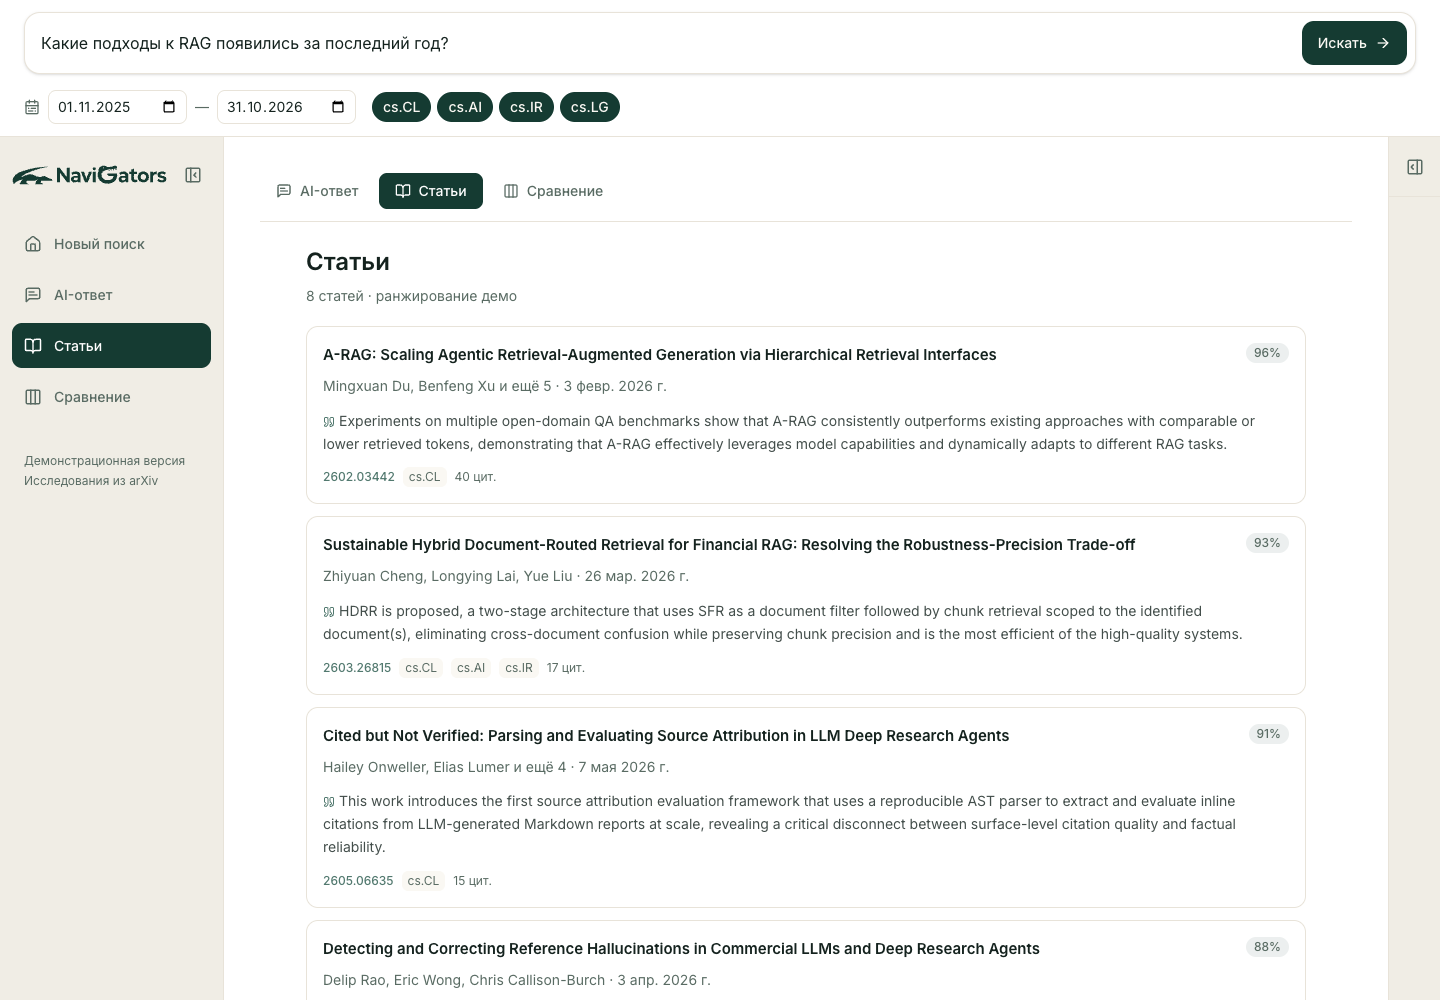 Какие подходы к RAG появились за последний год?
Искать
01.11.2025 — 31.10.2026 cs.CL cs.AI cs.IR cs.LG
NaviGators
Новый поиск
AI-ответ
Статьи
Сравнение
Демонстрационная версия
Исследования из arXiv
AI-ответ Статьи Сравнение
Статьи
8 статей · ранжирование демо
A-RAG: Scaling Agentic Retrieval-Augmented Generation via Hierarchical Retrieval Interfaces 96%
Mingxuan Du, Benfeng Xu и ещё 5 · 3 февр. 2026 г.
Experiments on multiple open-domain QA benchmarks show that A-RAG consistently outperforms existing approaches with comparable or
lower retrieved tokens, demonstrating that A-RAG effectively leverages model capabilities and dynamically adapts to different RAG tasks.
2602.03442 cs.CL 40 цит.
Sustainable Hybrid Document-Routed Retrieval for Financial RAG: Resolving the Robustness-Precision Trade-off 93%
Zhiyuan Cheng, Longying Lai, Yue Liu · 26 мар. 2026 г.
HDRR is proposed, a two-stage architecture that uses SFR as a document filter followed by chunk retrieval scoped to the identified
document(s), eliminating cross-document confusion while preserving chunk precision and is the most efficient of the high-quality systems.
2603.26815 cs.CL cs.AI cs.IR 17 цит.
Cited but Not Verified: Parsing and Evaluating Source Attribution in LLM Deep Research Agents 91%
Hailey Onweller, Elias Lumer и ещё 4 · 7 мая 2026 г.
This work introduces the first source attribution evaluation framework that uses a reproducible AST parser to extract and evaluate inline
citations from LLM-generated Markdown reports at scale, revealing a critical disconnect between surface-level citation quality and factual
reliability.
2605.06635 cs.CL 15 цит.
Detecting and Correcting Reference Hallucinations in Commercial LLMs and Deep Research Agents 88%
Delip Rao, Eric Wong, Chris Callison-Burch · 3 апр. 2026 г.